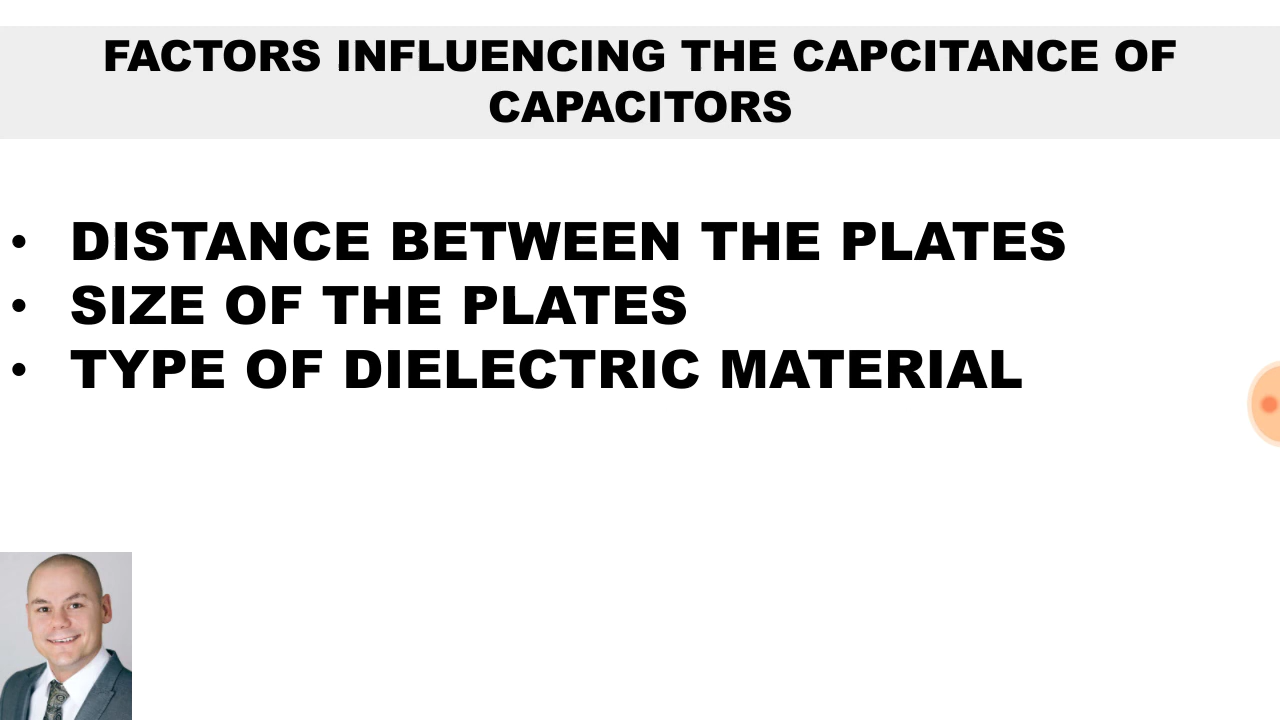 FACTORS INFLUENCING THE CAPCITANCE OF
CAPACITORS
• DISTANCE BETWEEN THE PLATES
• SIZE OF THE PLATES
• TYPE OF DIELECTRIC MATERIAL